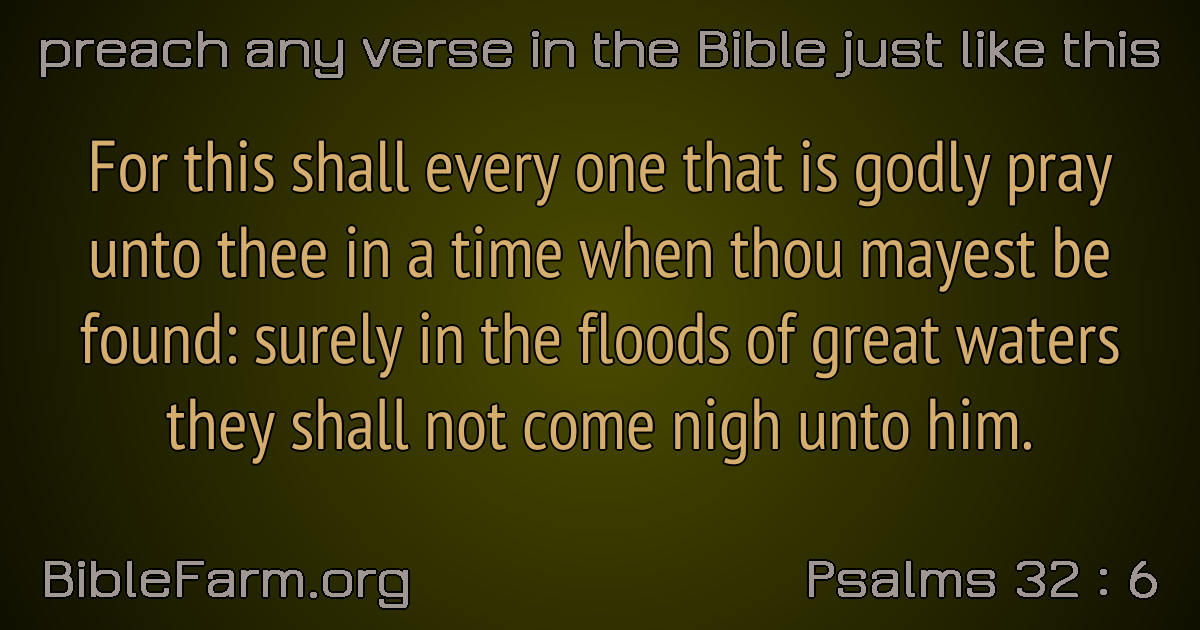 preach any verse in the Bible just like this
For this shall every one that is godly pray
unto thee in a time when thou mayest be
found: surely in the floods of great waters
they shall not come nigh unto him.
BibleFarm.org
Psalms 32 : 6